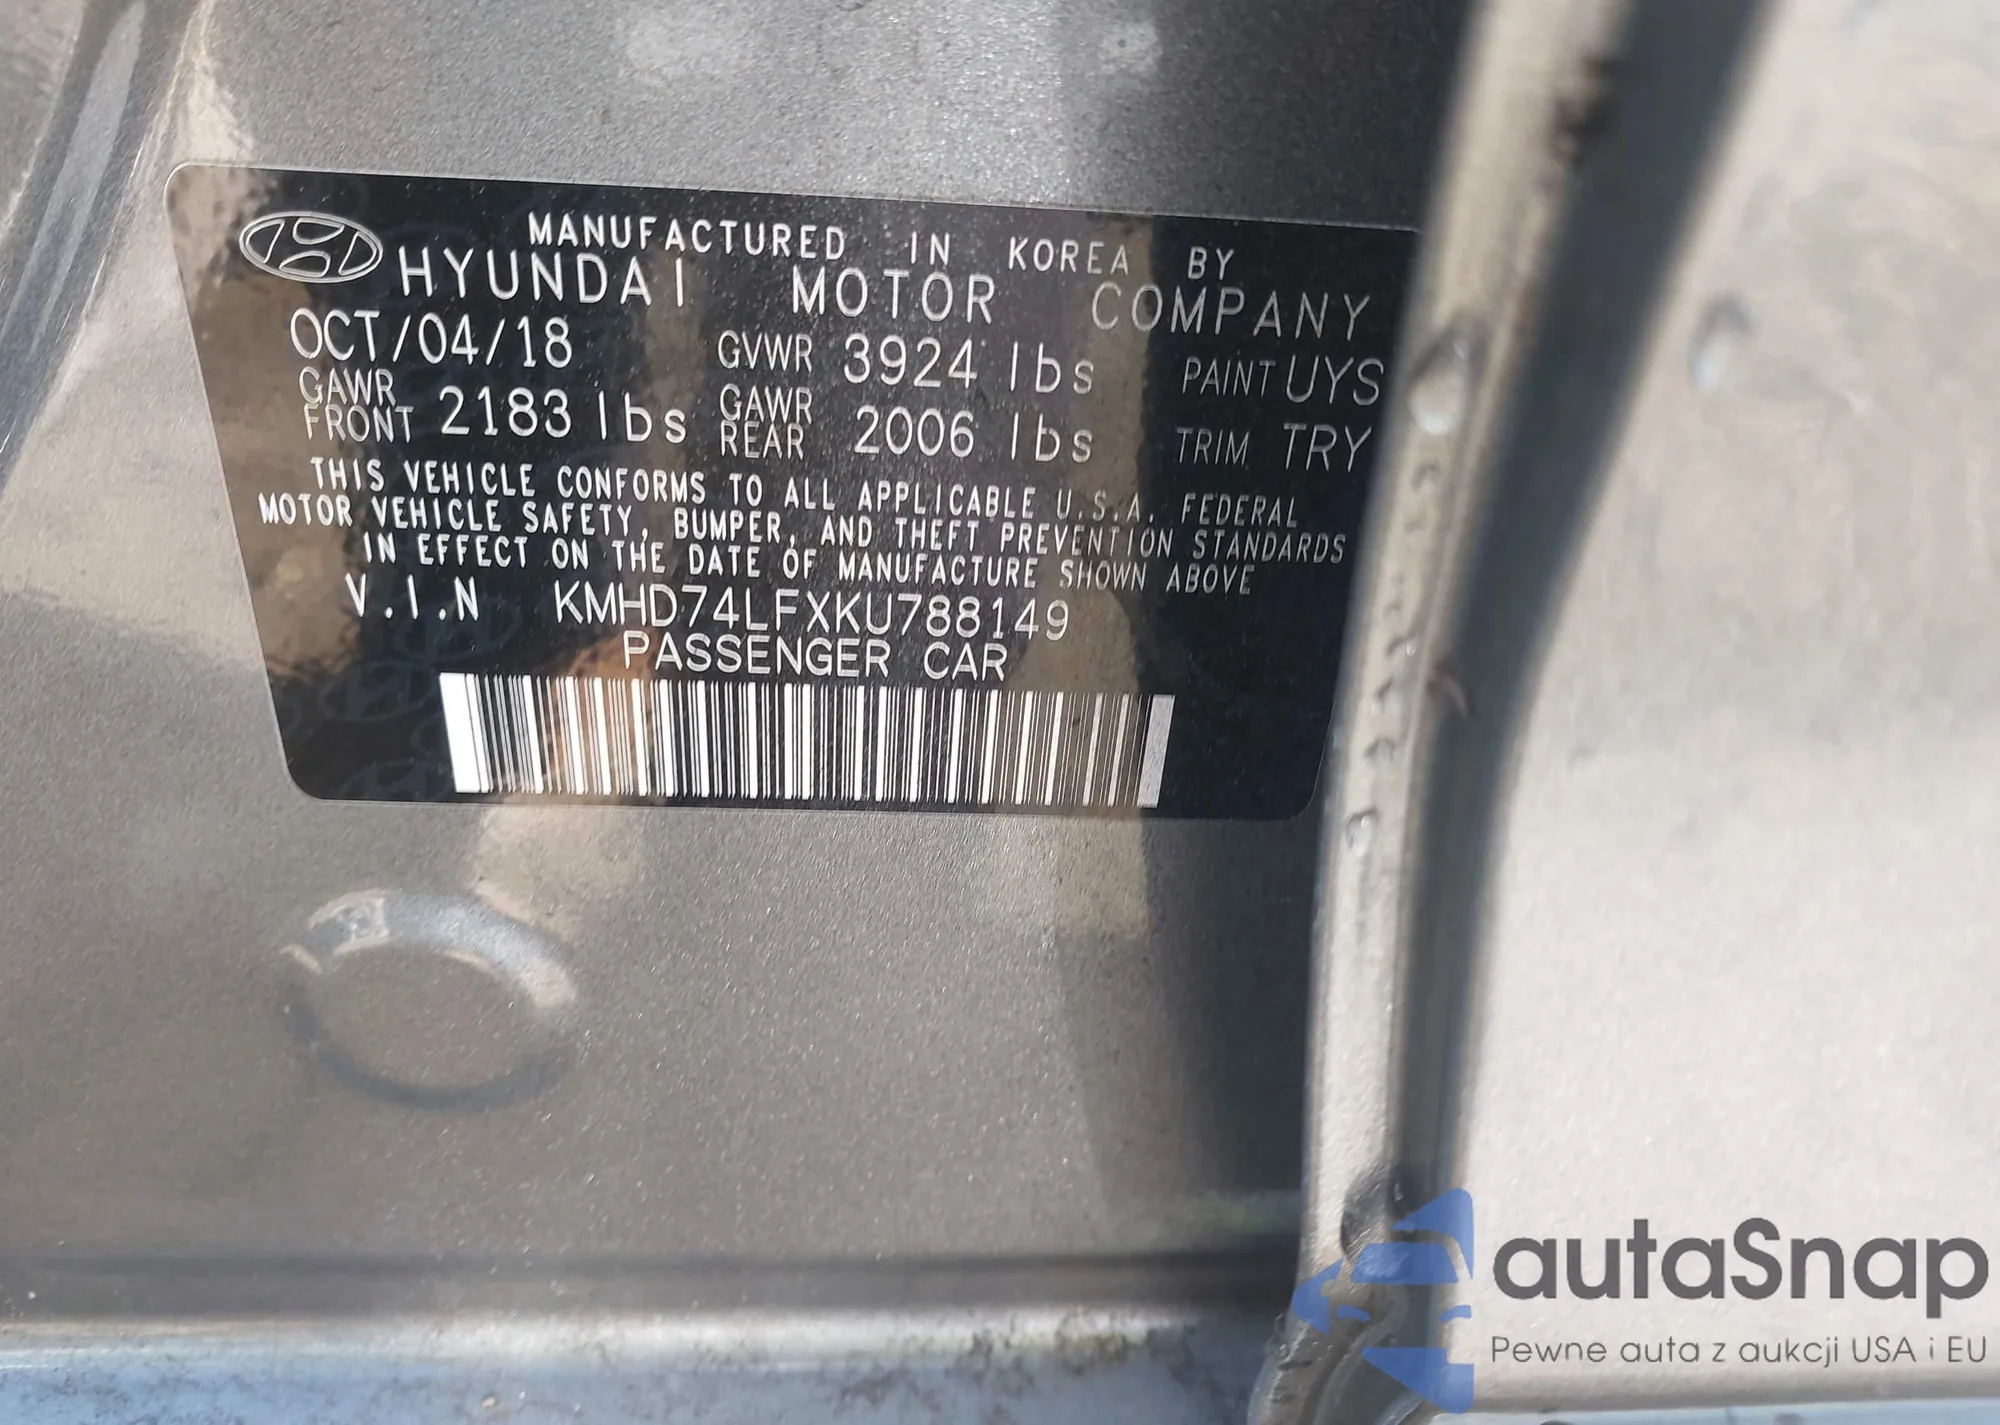 MANUFACTURED IN KOREA BY
HYUNDAI MOTOR COMPANY
OCT/04/18 GVWR 3924 lbs PAINT UYS
GAWR FRONT 2183 lbs GAWR REAR 2006 lbs TRIM TRY
THIS VEHICLE CONFORMS TO ALL APPLICABLE U.S.A. FEDERAL
MOTOR VEHICLE SAFETY, BUMPER, AND THEFT PREVENTION STANDARDS
IN EFFECT ON THE DATE OF MANUFACTURE SHOWN ABOVE
V.I.N KMHD74LFXKU788149
PASSENGER CAR
autaSnap
Pewne auta z aukcji USA i EU